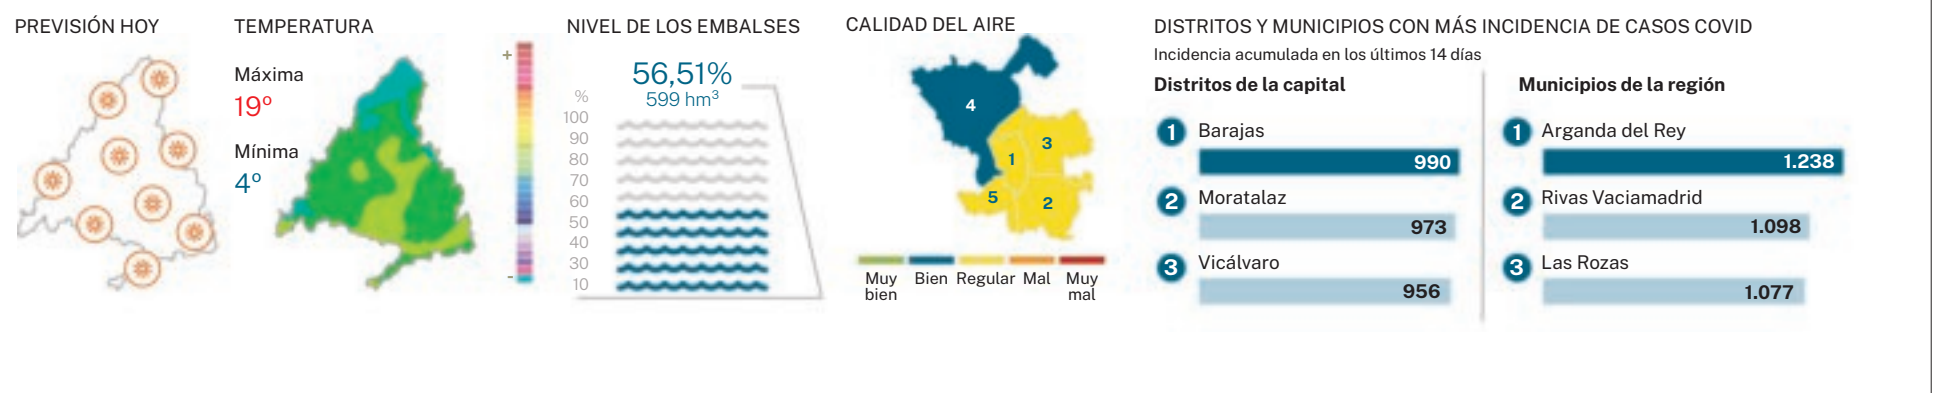 PREVISIÓN HOY
TEMPERATURA
Máxima
19º
Mínima
4º
+
-
NIVEL DE LOS EMBALSES
56,51%
599 hm³
%
100
90
80
70
60
50
40
30
10
CALIDAD DEL AIRE
4
3
1
5
2
Muy bien
Bien
Regular
Mal
Muy mal
DISTRITOS Y MUNICIPIOS CON MÁS INCIDENCIA DE CASOS COVID
Incidencia acumulada en los últimos 14 días
Distritos de la capital
1 Barajas
990
2 Moratalaz
973
3 Vicálvaro
956
Municipios de la región
1 Arganda del Rey
1.238
2 Rivas Vaciamadrid
1.098
3 Las Rozas
1.077